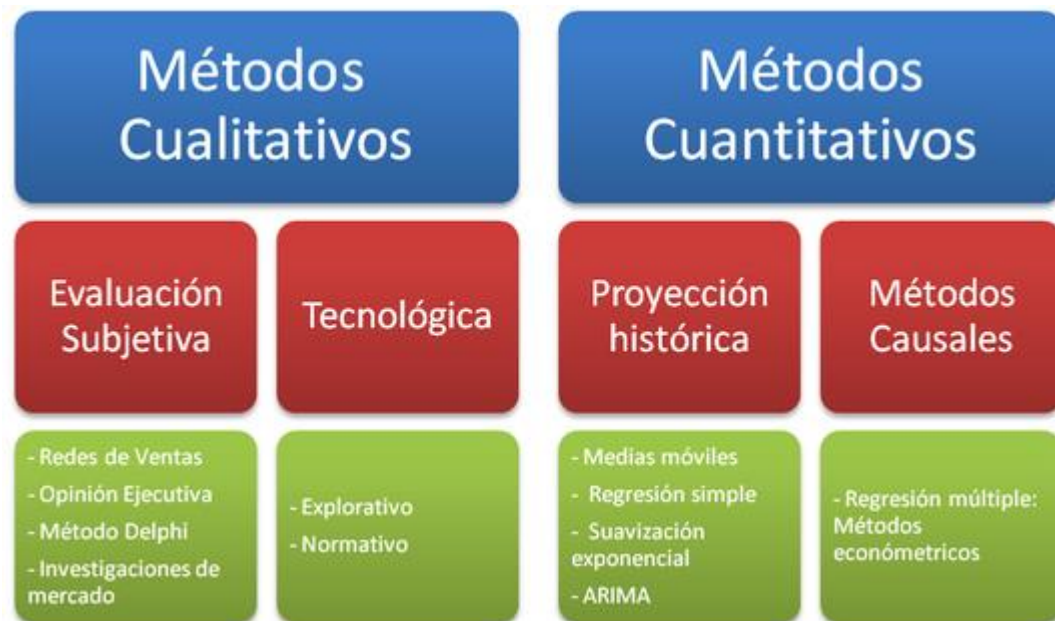 Métodos
Cualitativos
Métodos
Cuantitativos
Evaluación
Subjetiva
Tecnológica
Proyección
histórica
Métodos
Causales
- Redes de Ventas
- Opinión Ejecutiva
- Método Delphi
- Investigaciones de
mercado
- Explorativo
- Normativo
- Medias móviles
- Regresión simple
- Suavización
exponencial
- ARIMA
- Regresión múltiple:
Métodos
económetricos